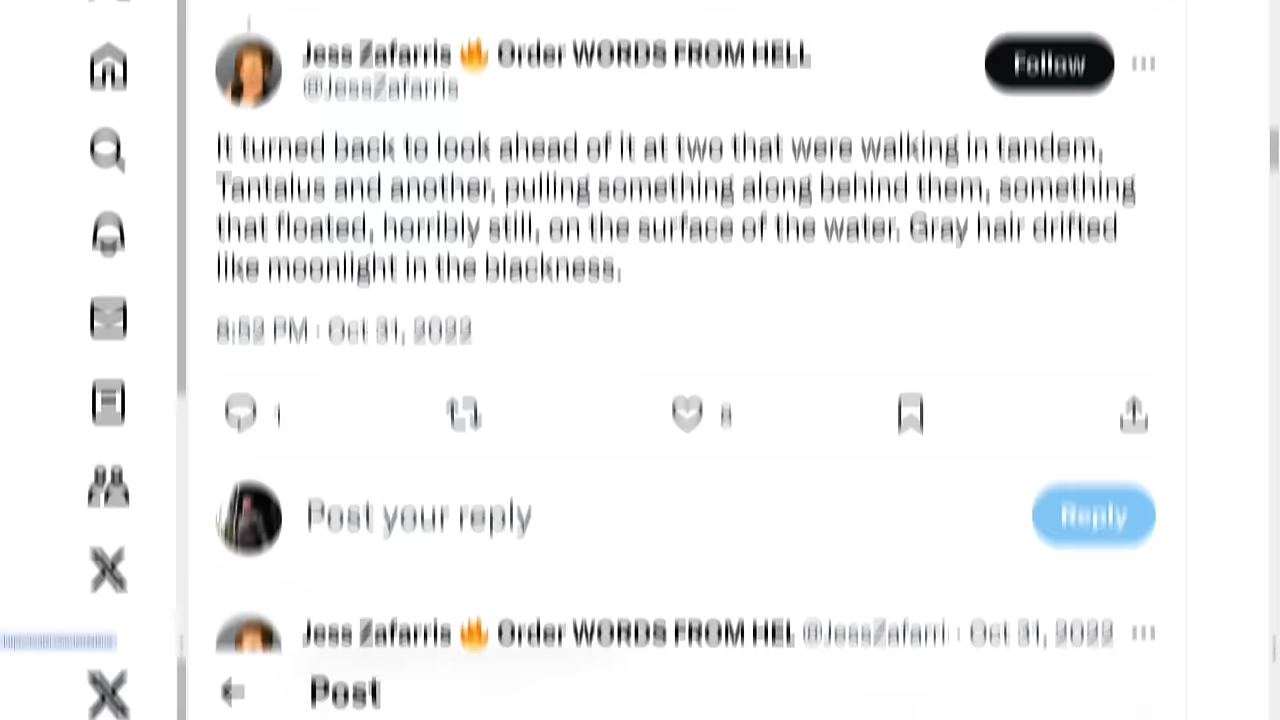 Jess Zafarris 🔥 Order WORDS FROM HELL
Follow
@JessZafarris
It turned back to look ahead of it at two that were walking in tandem,
Tantalus and another, pulling something along behind them, something
that floated, horribly still, on the surface of the water. Gray hair drifted
like moonlight in the blackness.
PM · Oct 31, 2022
1
8
Post your reply
Reply
Jess Zafarris 🔥 Order WORDS FROM HEL @JessZafarri · Oct 31, 2022
Post